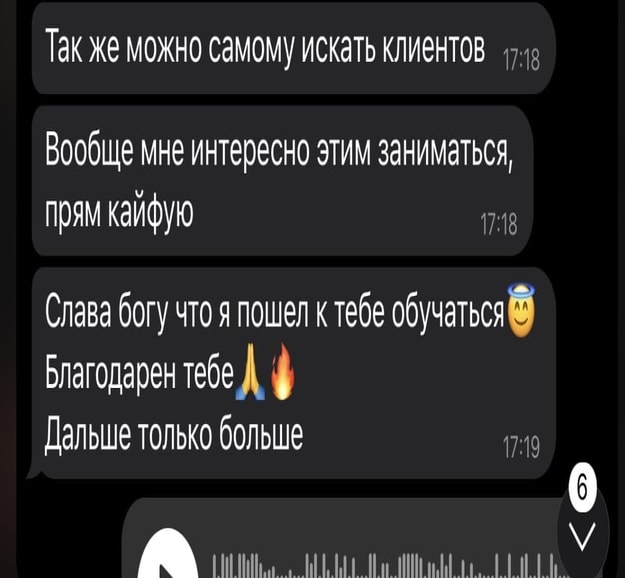 Так же можно самому искать клиентов 17:18
Вообще мне интересно этим заниматься,
прям кайфую 17:18
Слава богу что я пошел к тебе обучаться😇
Благодарен тебе🙏🔥
Дальше только больше 17:19
6